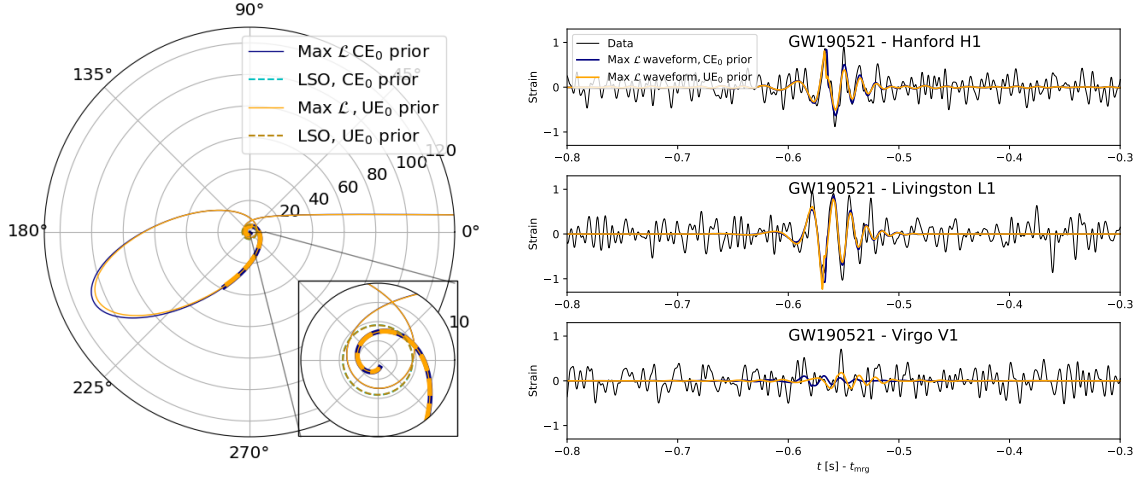 90°
135°
45°
180°
0°
225°
270°
Max ℒ CE₀ prior
LSO, CE₀ prior
Max ℒ , UE₀ prior
LSO, UE₀ prior
20
40
60
80
100
120
10
GW190521 - Hanford H1
Data
Max ℒ waveform, CE₀ prior
Max ℒ waveform, UE₀ prior
Strain
1
0
−1
−0.8 −0.7 −0.6 −0.5 −0.4 −0.3
GW190521 - Livingston L1
Strain
1
0
−1
−0.8 −0.7 −0.6 −0.5 −0.4 −0.3
GW190521 - Virgo V1
Strain
1
0
−1
−0.8 −0.7 −0.6 −0.5 −0.4 −0.3
t [s] - tₘᵣg